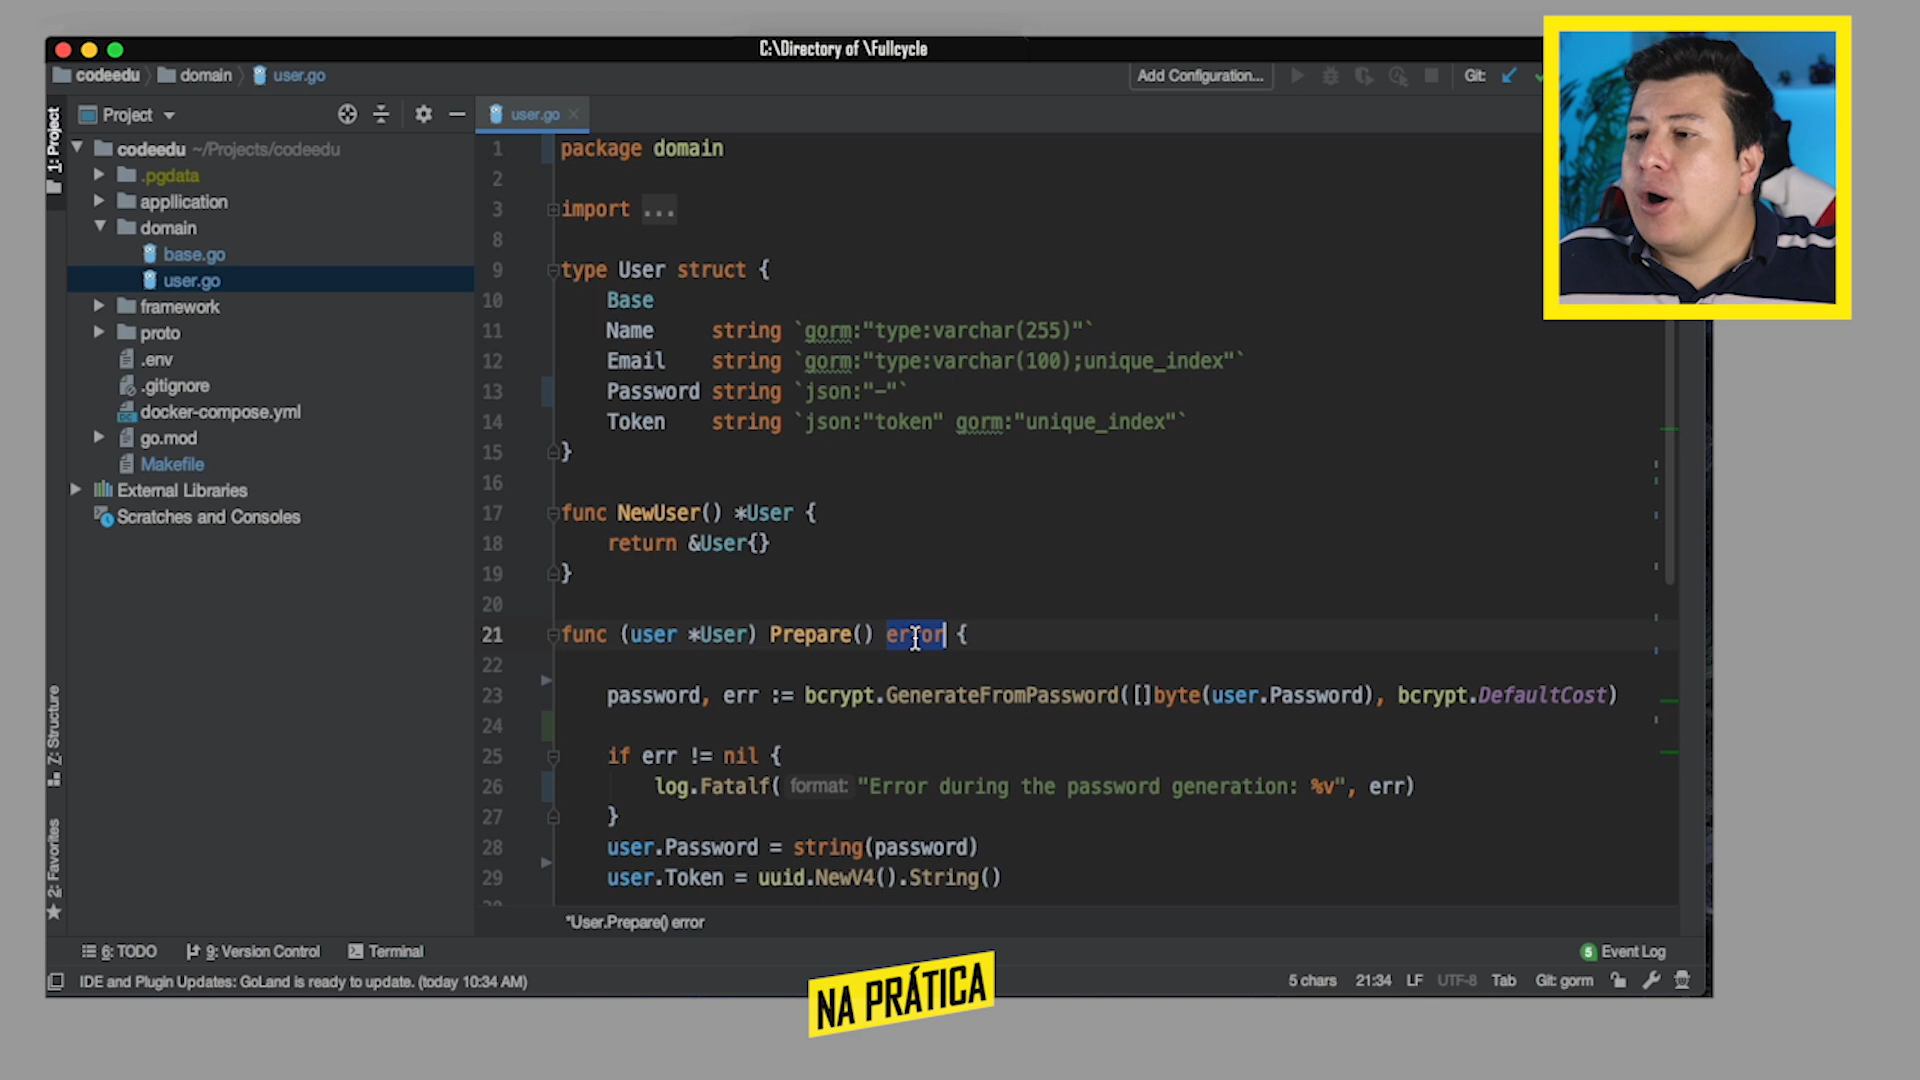 C:\Directory of \Fullcycle
codeedu domain user.go
Add Configuration...
Git:
1: Project
Project
user.go
codeedu ~/Projects/codeedu
.pgdata
appllication
domain
base.go
user.go
framework
proto
.env
.gitignore
docker-compose.yml
go.mod
Makefile
External Libraries
Scratches and Consoles
1 package domain
2
3 import ...
8
9 type User struct {
10 Base
11 Name string `gorm:"type:varchar(255)"`
12 Email string `gorm:"type:varchar(100);unique_index"`
13 Password string `json:"-"`
14 Token string `json:"token" gorm:"unique_index"`
15 }
16
17 func NewUser() *User {
18 return &User{}
19 }
20
21 func (user *User) Prepare() error {
22
23 password, err := bcrypt.GenerateFromPassword([]byte(user.Password), bcrypt.DefaultCost)
24
25 if err != nil {
26 log.Fatalf( format: "Error during the password generation: %v", err)
27 }
28 user.Password = string(password)
29 user.Token = uuid.NewV4().String()
*User.Prepare() error
Z: Structure
2: Favorites
6: TODO
9: Version Control
Terminal
5 Event Log
IDE and Plugin Updates: GoLand is ready to update. (today 10:34 AM)
5 chars 21:34 LF UTF-8 Tab Git: gorm
NA PRÁTICA